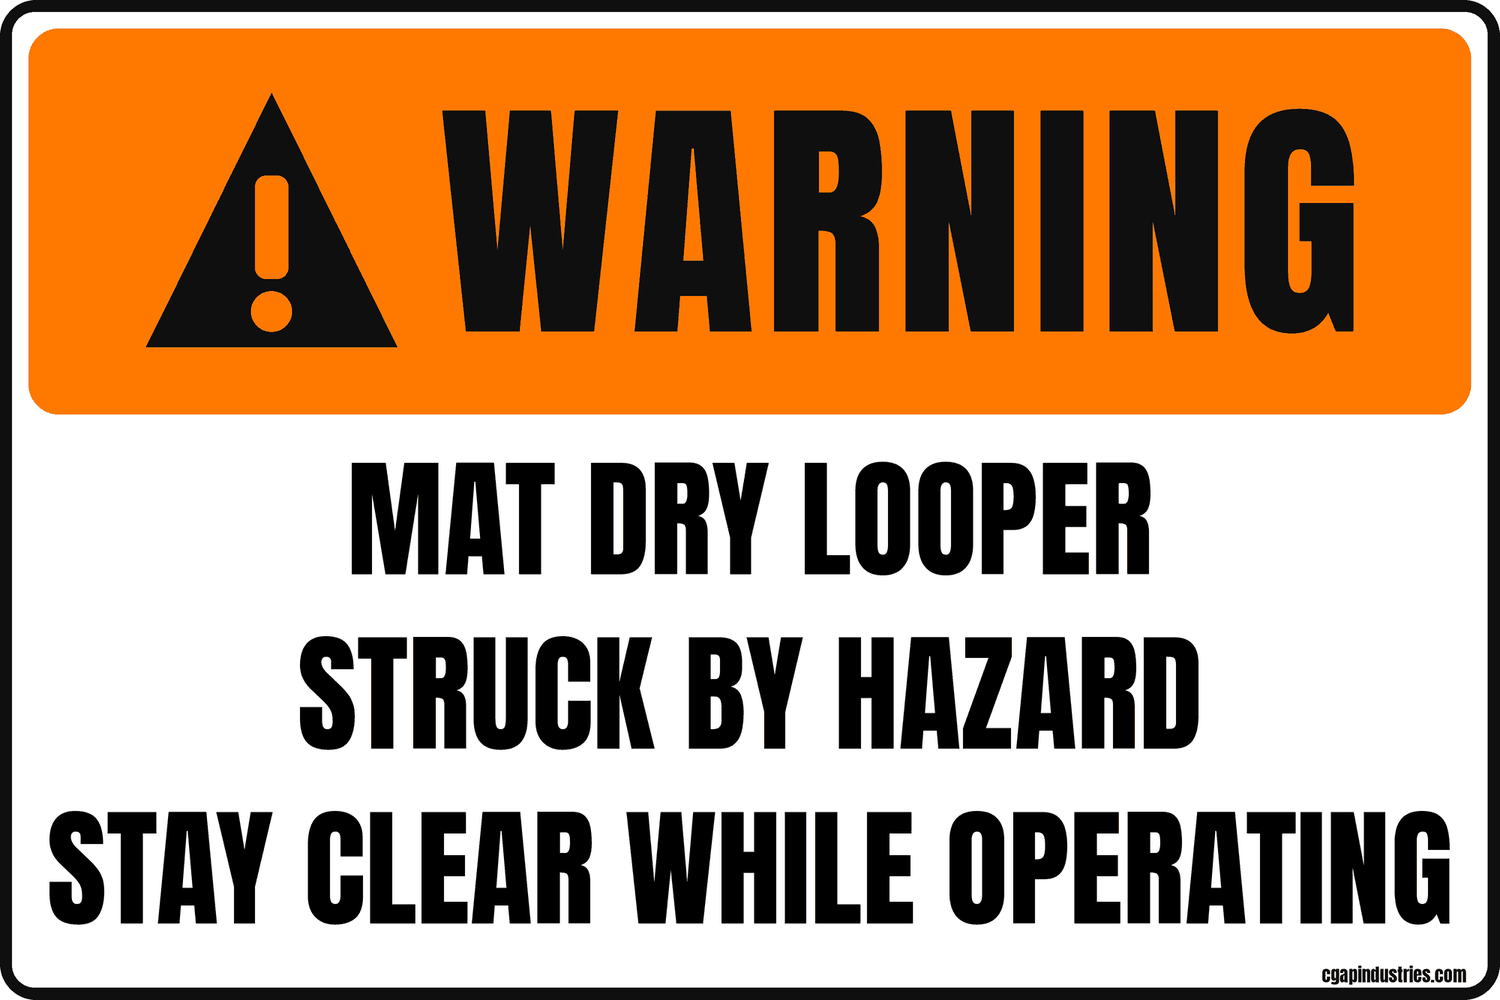 WARNING
MAT DRY LOOPER
STRUCK BY HAZARD
STAY CLEAR WHILE OPERATING
cgapindustries.com